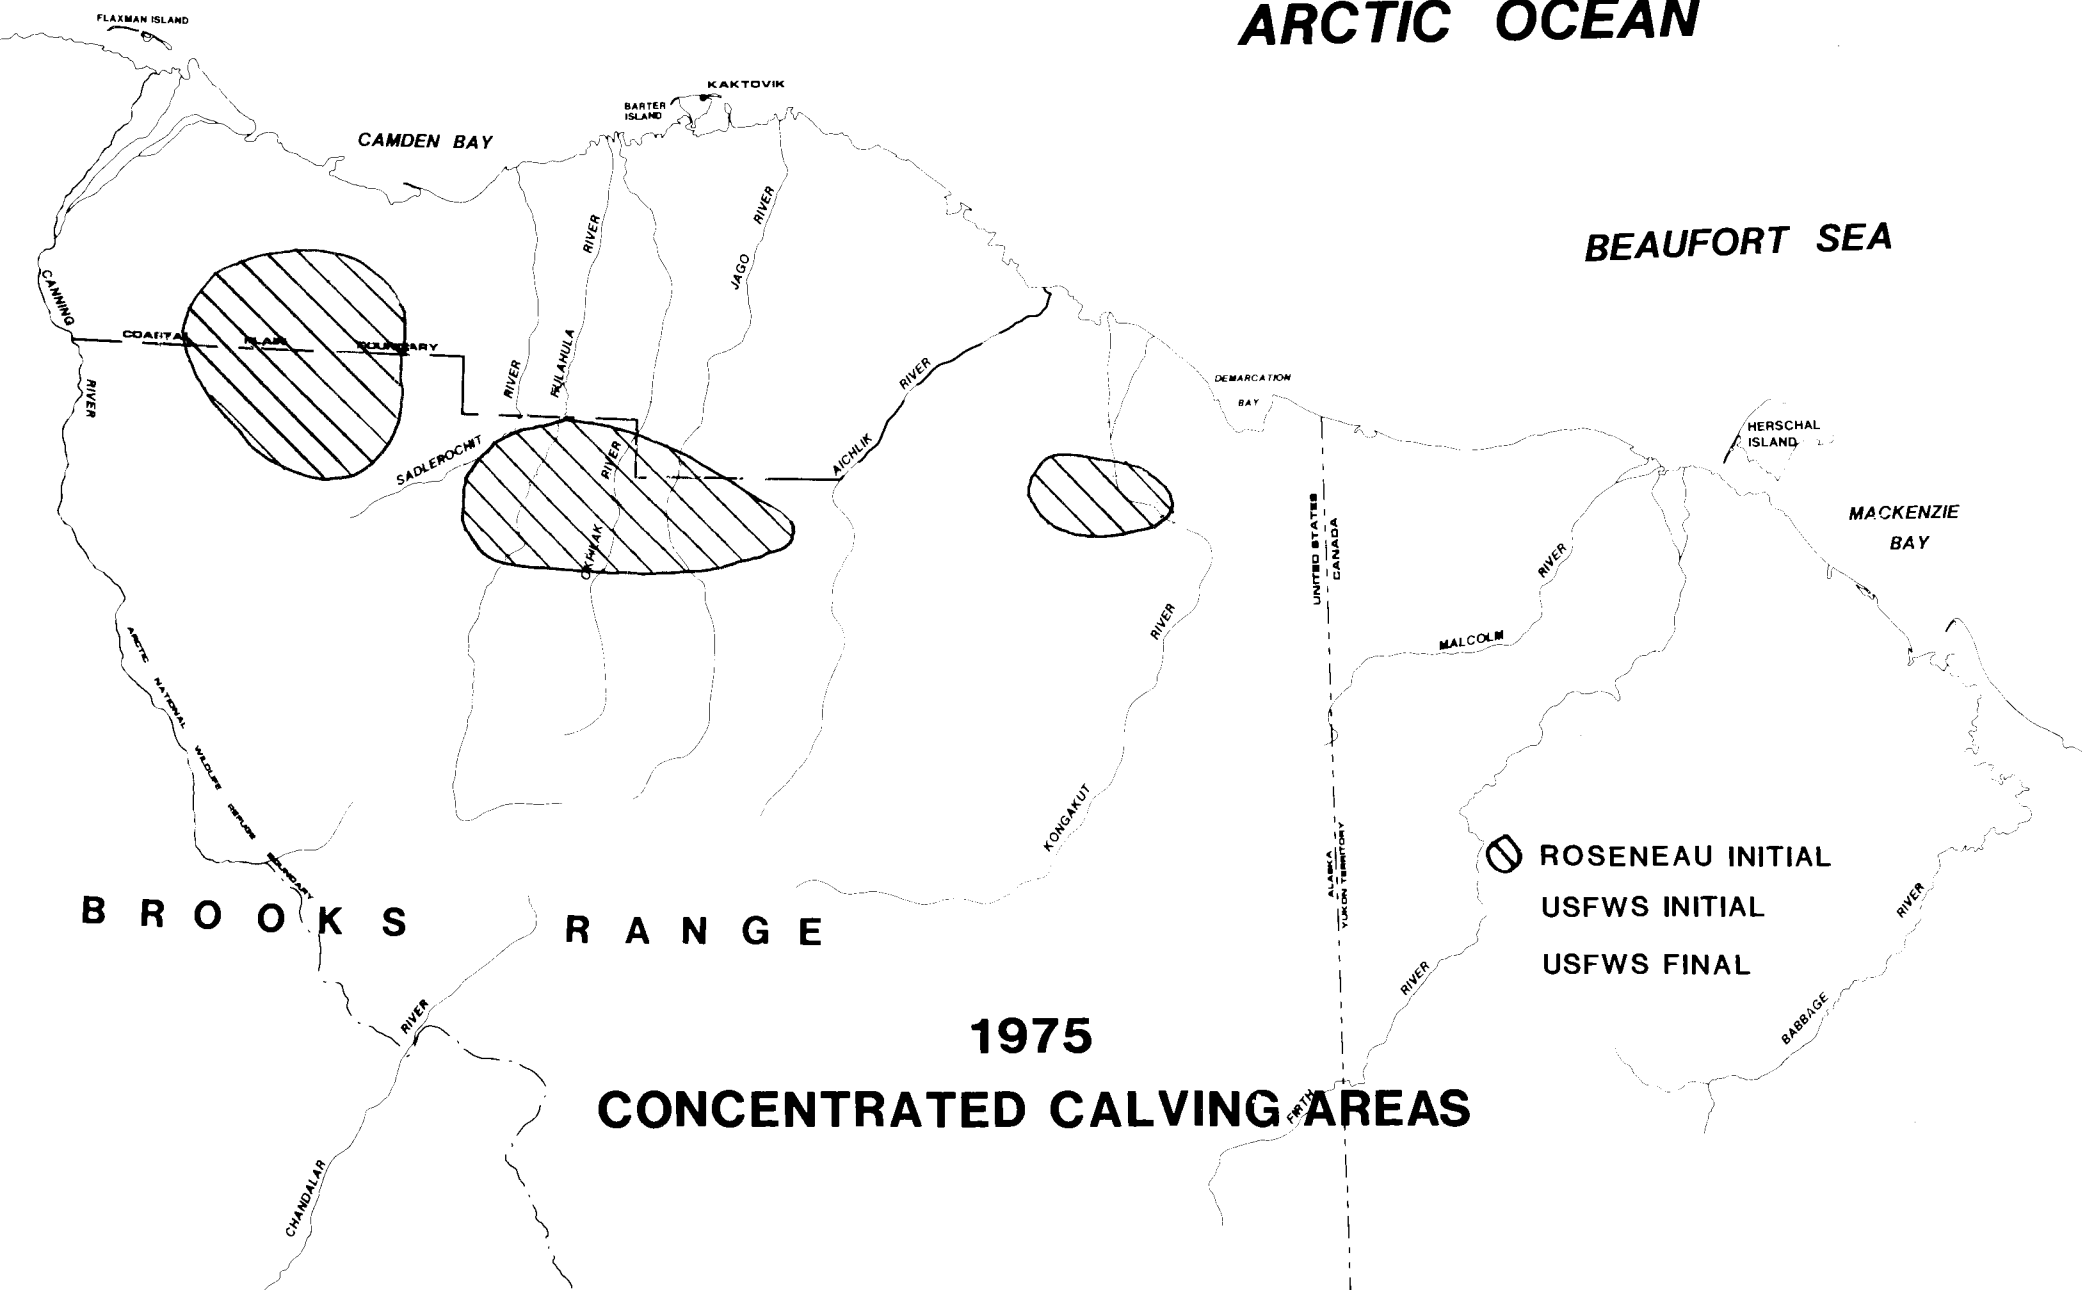 ARCTIC OCEAN
FLAXMAN ISLAND
KAKTOVIK
BARTER
ISLAND
CAMDEN BAY
BEAUFORT SEA
CANNING
RIVER
COASTAL PLAIN BOUNDARY
RIVER
SADLEROCHIT
RIVER
HULAHULA
RIVER
OKPILAK
RIVER
JAGO
RIVER
AICHLIK
DEMARCATION
BAY
HERSCHAL
ISLAND
MACKENZIE
BAY
UNITED STATES
CANADA
RIVER
MALCOLM
RIVER
KONGAKUT
ARCTIC NATIONAL WILDLIFE REFUGE BOUNDARY
ALASKA
YUKON TERRITORY
ROSENEAU INITIAL
USFWS INITIAL
USFWS FINAL
BROOKS RANGE
RIVER
CHANDALAR
RIVER
FIRTH
RIVER
BABBAGE
1975
CONCENTRATED CALVING AREAS